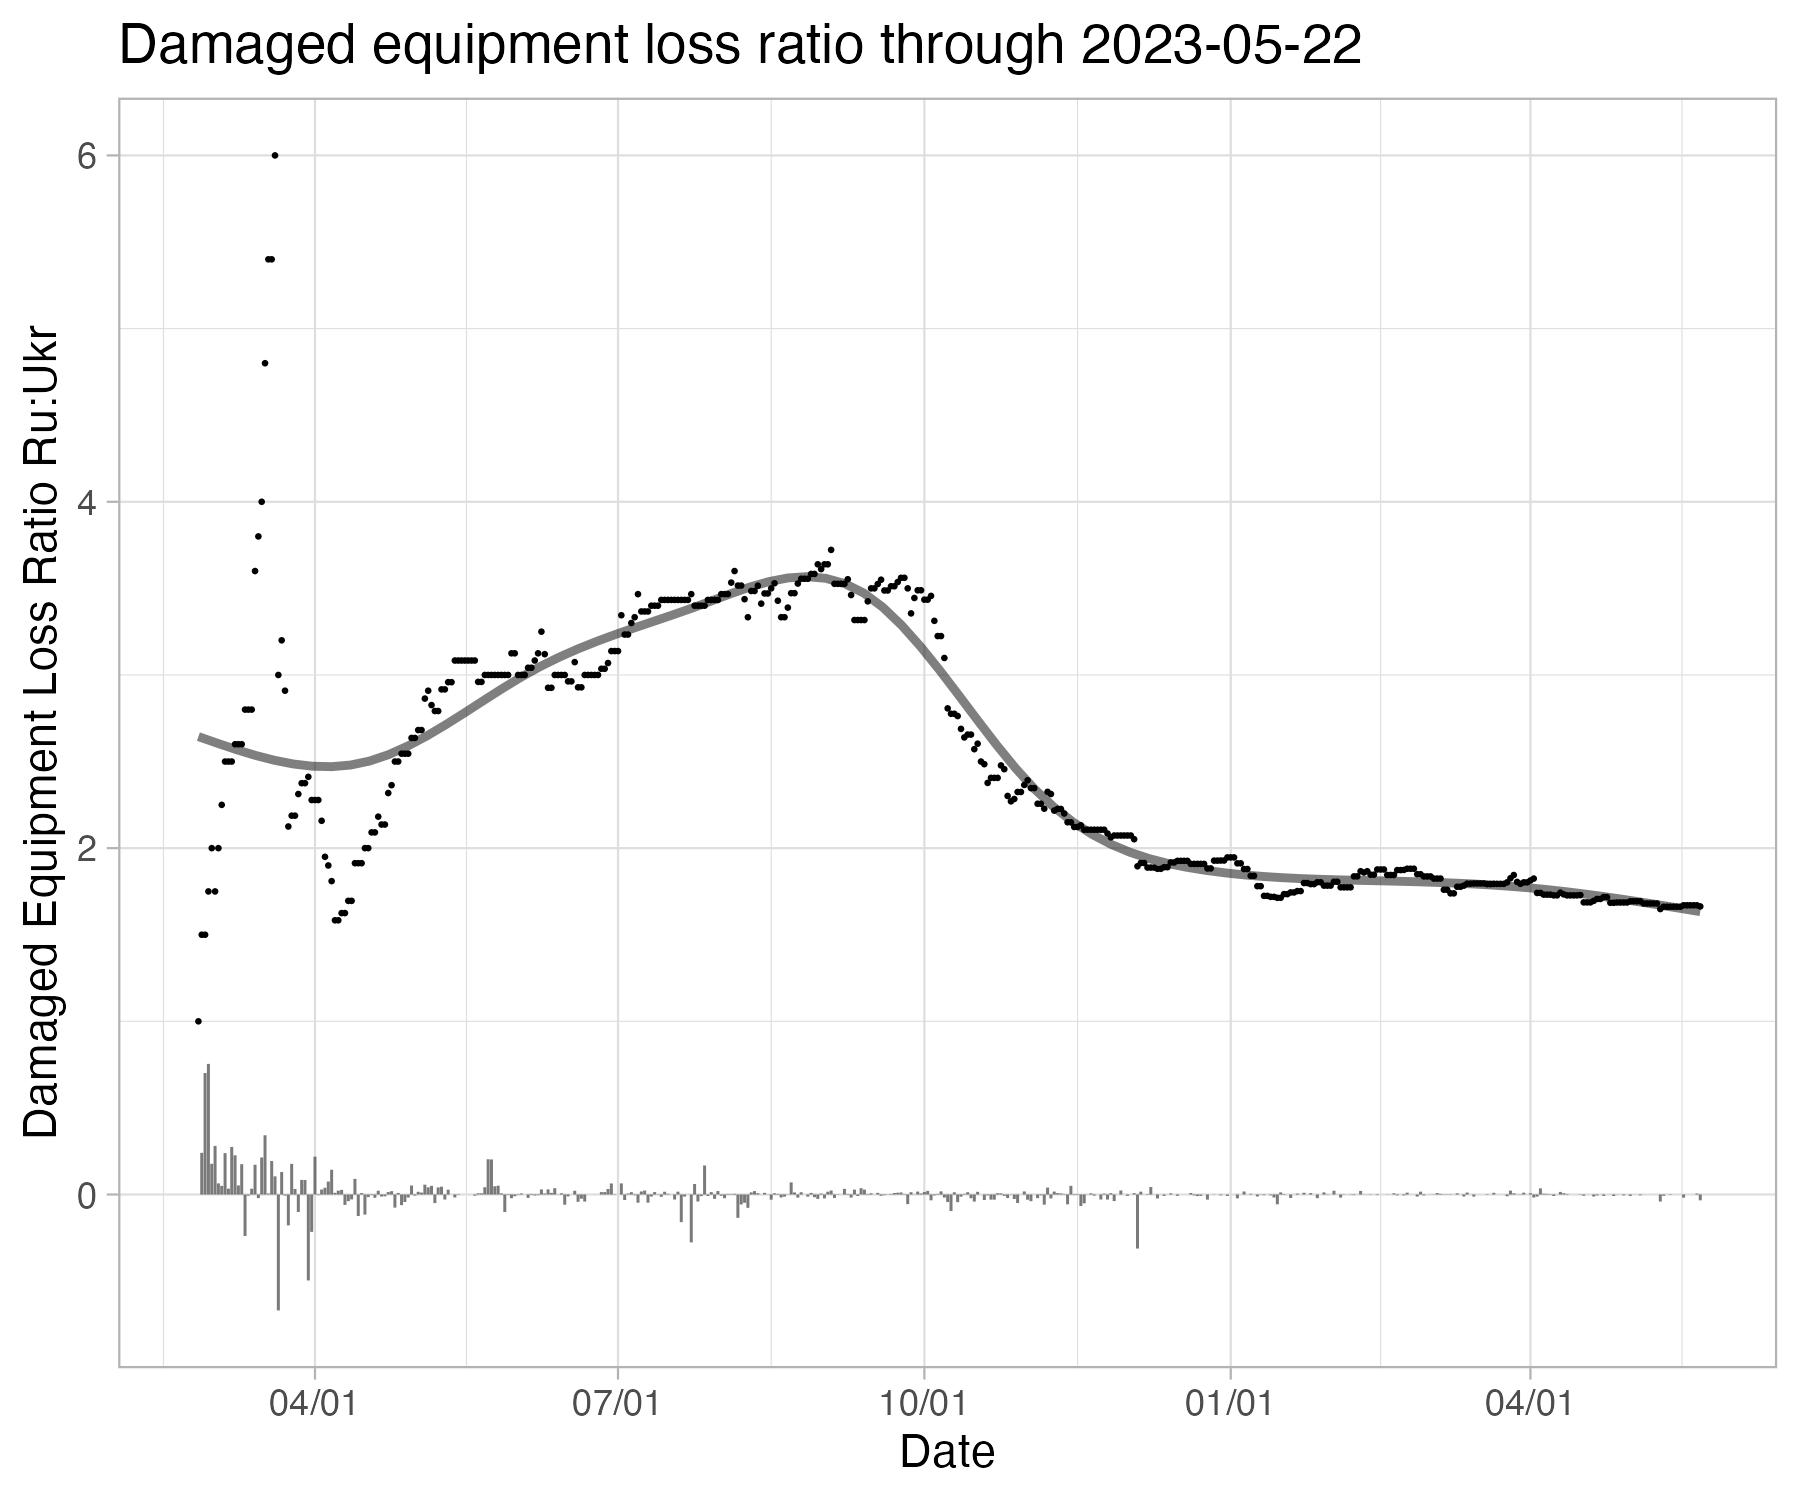 Damaged equipment loss ratio through 2023-05-22
Damaged Equipment Loss Ratio Ru:Ukr
6
4
2
0
04/01 07/01 10/01 01/01 04/01
Date